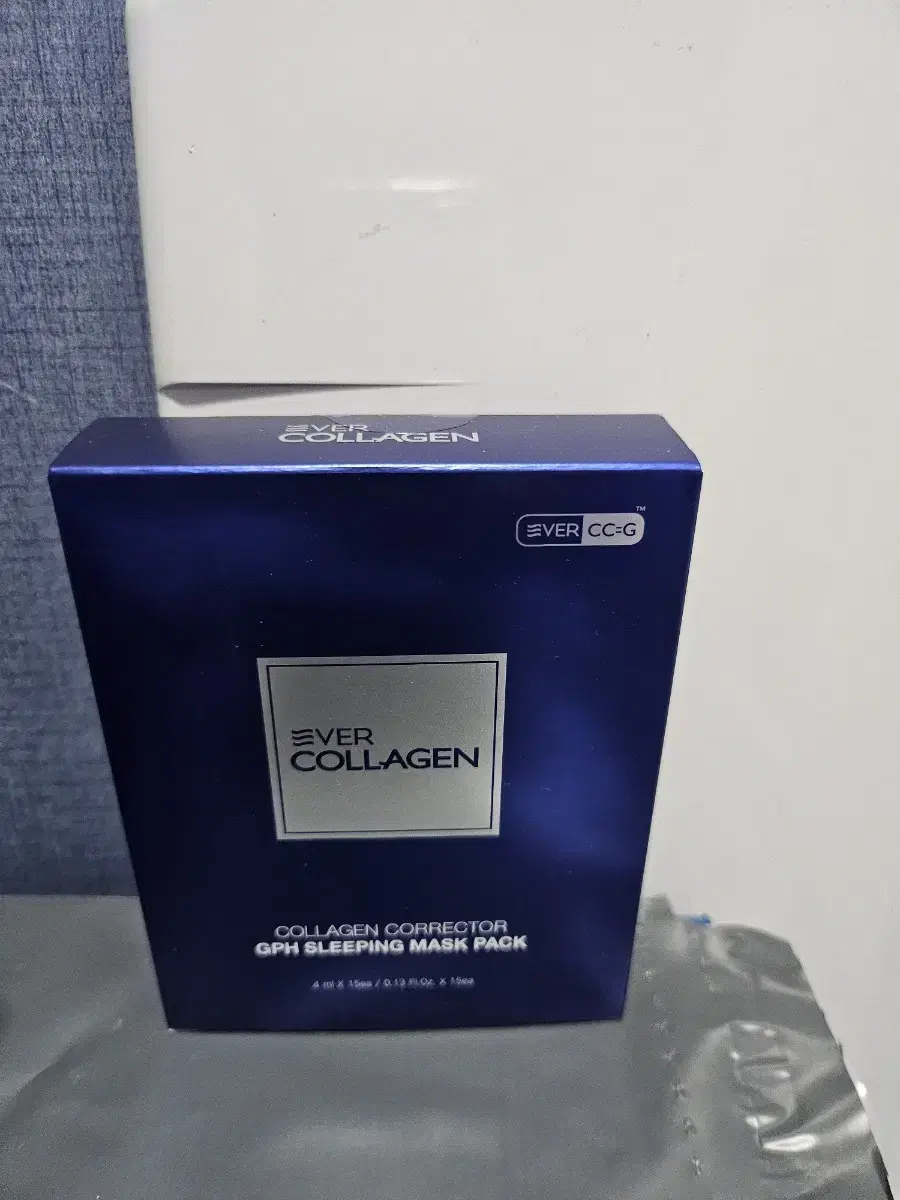 EVER
COLLAGEN
EVER CC=G™
EVER
COLLAGEN
COLLAGEN CORRECTOR
GPH SLEEPING MASK PACK
4 ml X 15ea / 0.13 Fl.Oz. X 15ea